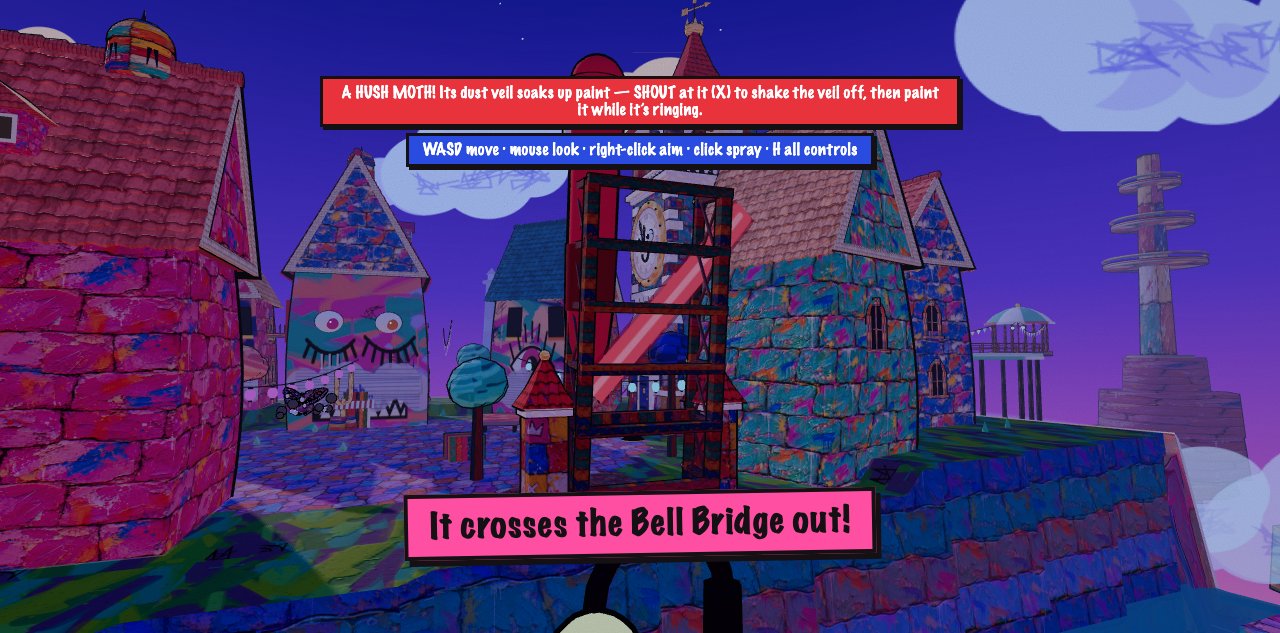 A HUSH MOTH! Its dust veil soaks up paint — SHOUT at it (X) to shake the veil off, then paint
it while it's ringing.
WASD move · mouse look · right-click aim · click spray · H all controls
It crosses the Bell Bridge out!